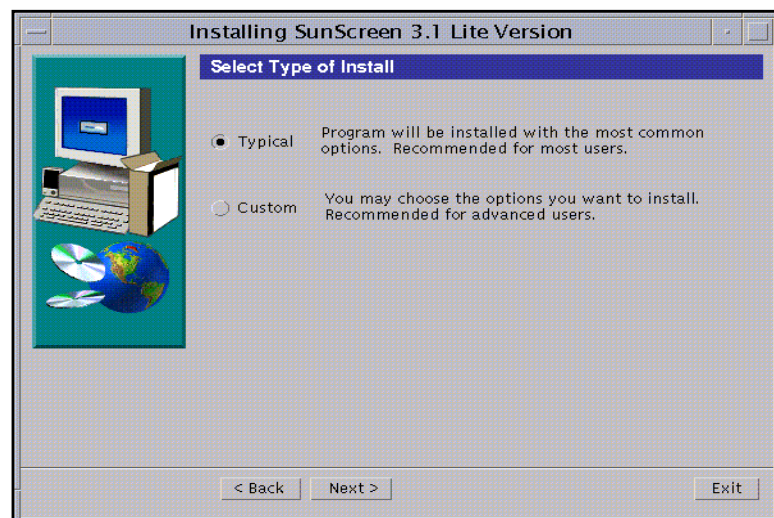 Installing SunScreen 3.1 Lite Version
Select Type of Install
Typical
Program will be installed with the most common
options. Recommended for most users.
Custom
You may choose the options you want to install.
Recommended for advanced users.
< Back
Next >
Exit